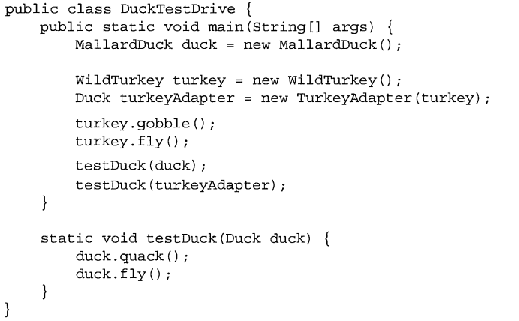 public class DuckTestDrive {
    public static void main(String[] args) {
        MallardDuck duck = new MallardDuck();

        WildTurkey turkey = new WildTurkey();
        Duck turkeyAdapter = new TurkeyAdapter(turkey);

        turkey.gobble();
        turkey.fly();

        testDuck(duck);
        testDuck(turkeyAdapter);
    }

    static void testDuck(Duck duck) {
        duck.quack();
        duck.fly();
    }
}